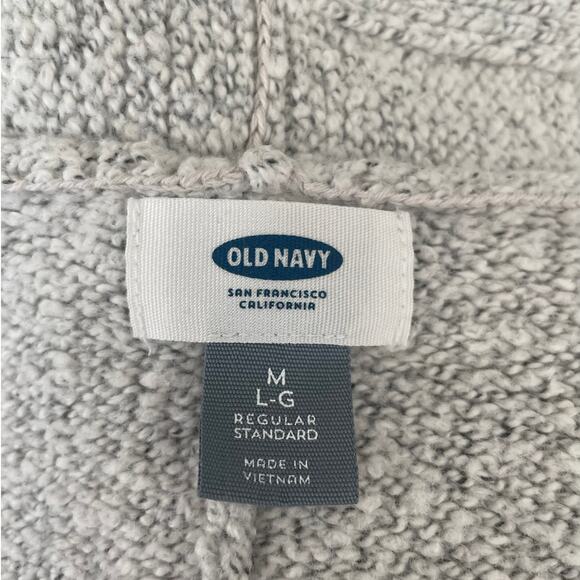 OLD NAVY
SAN FRANCISCO
CALIFORNIA
M
L-G
REGULAR
STANDARD
MADE IN
VIETNAM